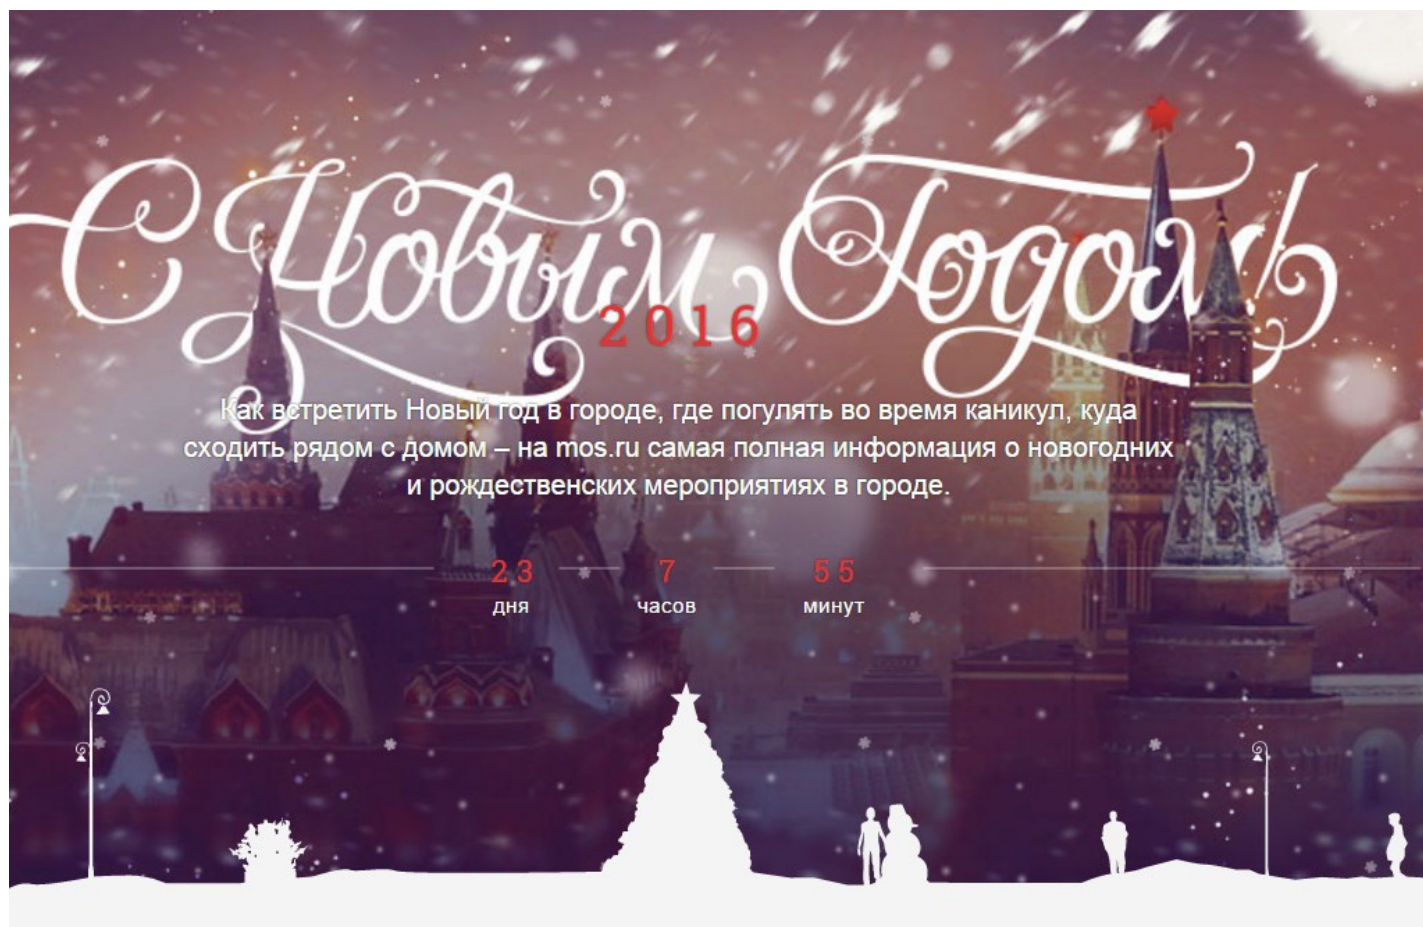 С Новым Годом!
2016
Как встретить Новый год в городе, где погулять во время каникул, куда
сходить рядом с домом – на mos.ru самая полная информация о новогодних
и рождественских мероприятиях в городе.
23 7 55
дня часов минут